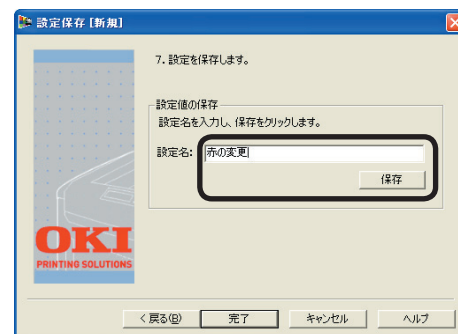 設定保存 [新規]
7. 設定を保存します。
設定値の保存
設定名を入力し、保存をクリックします。
設定名: 赤の変更
保存
OKI
PRINTING SOLUTIONS
< 戻る(B)
完了
キャンセル
ヘルプ